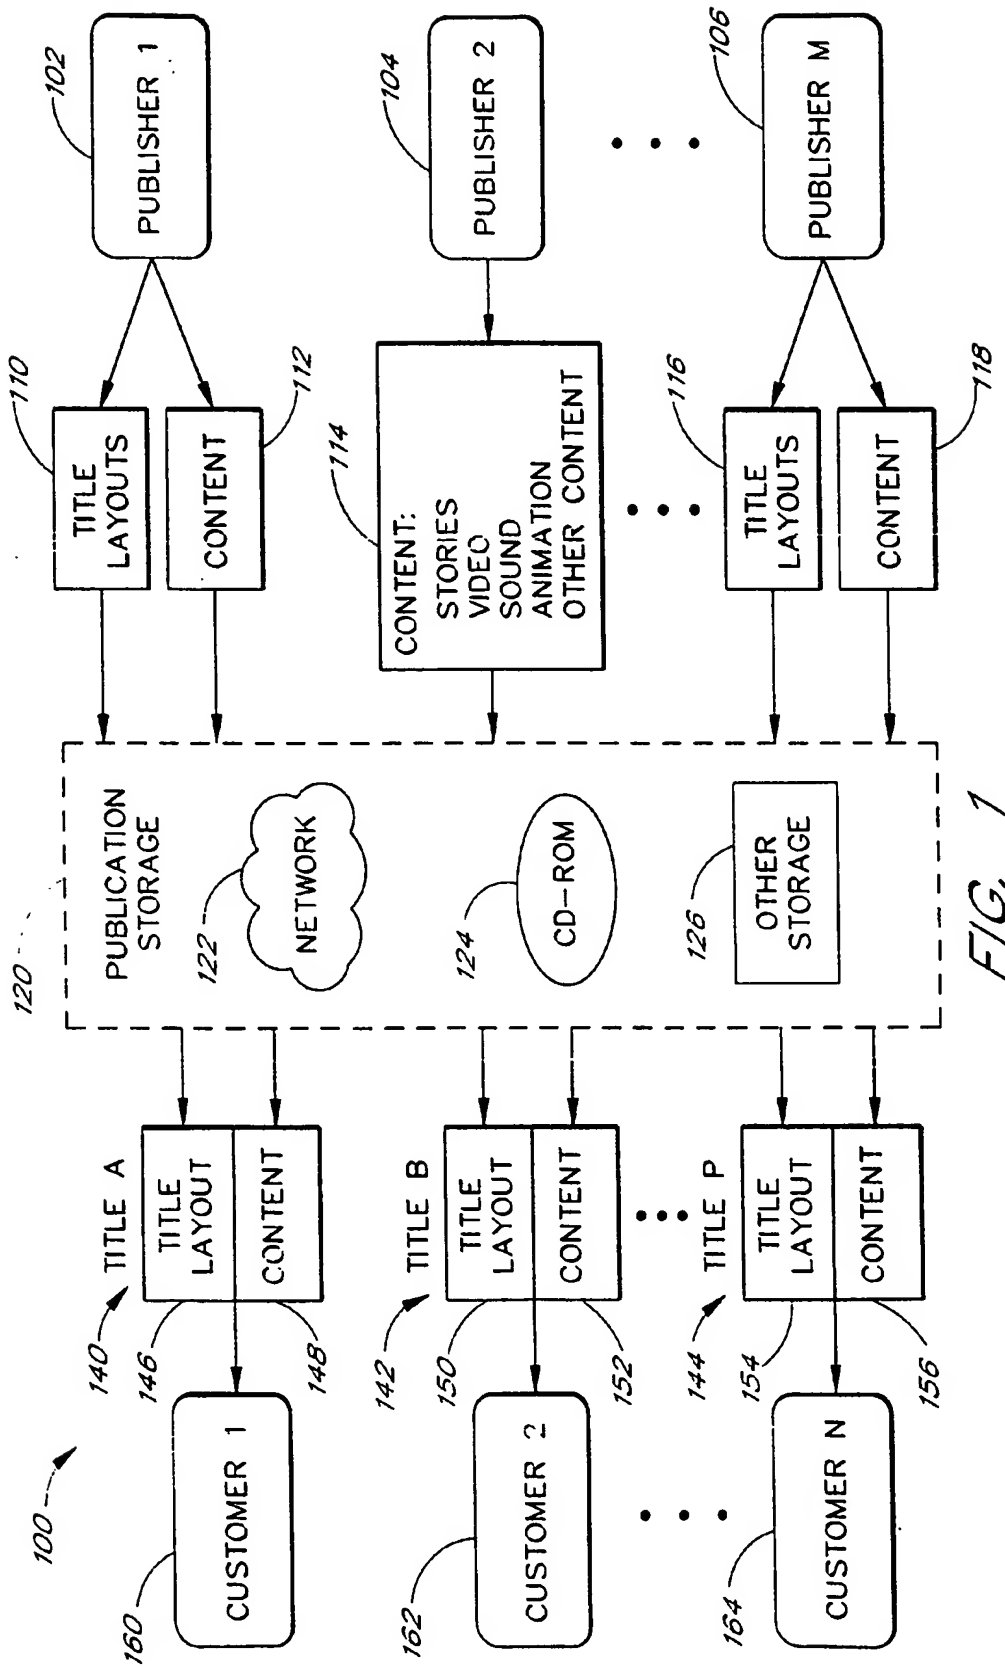 100
160
CUSTOMER 1
162
CUSTOMER 2
164
CUSTOMER N
140
TITLE A
146
TITLE
LAYOUT
CONTENT
148
142
TITLE B
150
TITLE
LAYOUT
CONTENT
152
144
TITLE P
154
TITLE
LAYOUT
CONTENT
156
120
PUBLICATION
STORAGE
122
NETWORK
124
CD-ROM
126
OTHER
STORAGE
110
TITLE
LAYOUTS
CONTENT
112
114
CONTENT:
STORIES
VIDEO
SOUND
ANIMATION
OTHER CONTENT
116
TITLE
LAYOUTS
CONTENT
118
102
PUBLISHER 1
104
PUBLISHER 2
106
PUBLISHER M
FIG. 1